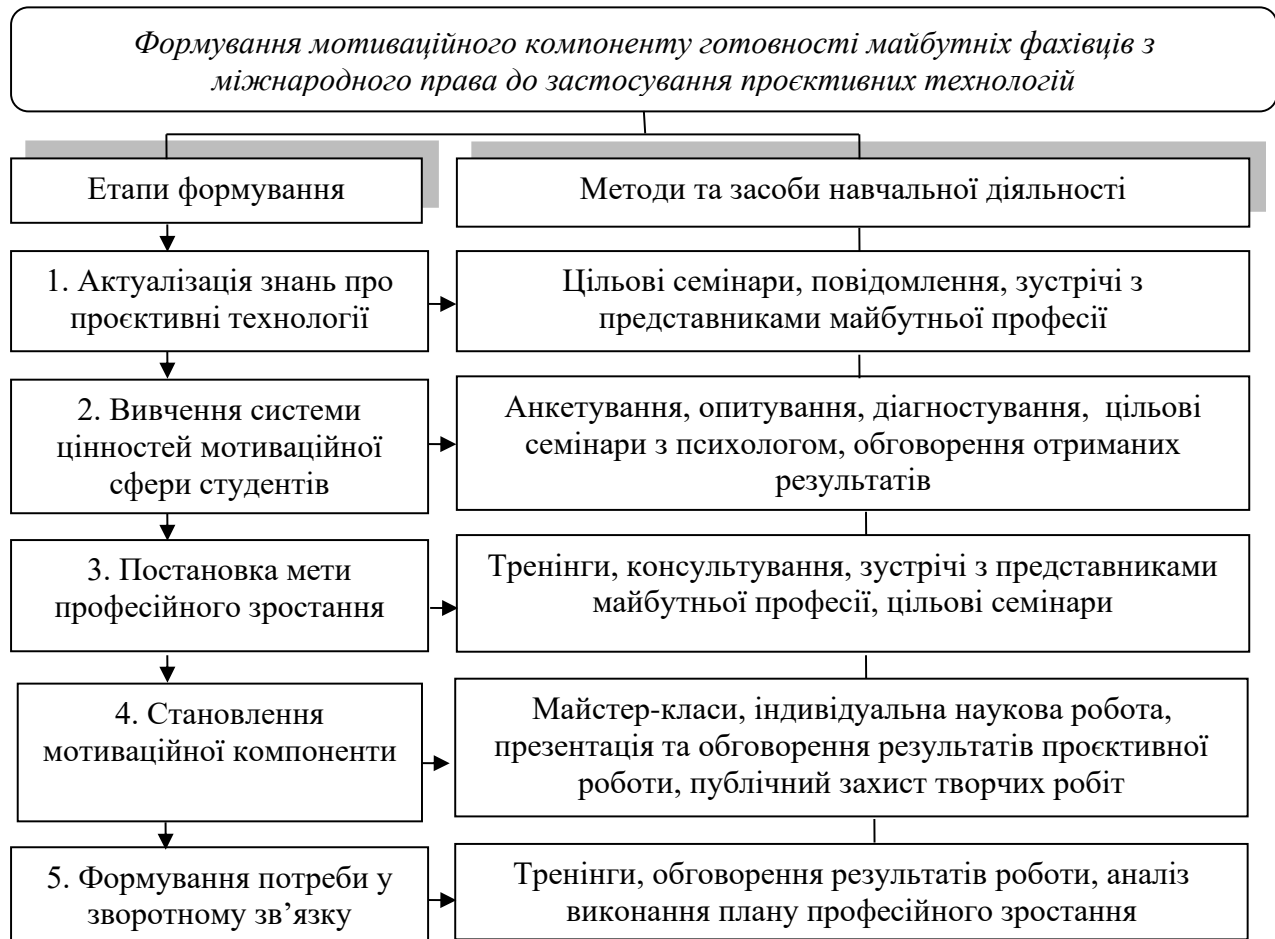 Формування мотиваційного компоненту готовності майбутніх фахівців з
міжнародного права до застосування проєктивних технологій
Етапи формування
Методи та засоби навчальної діяльності
1. Актуалізація знань про
проєктивні технології
Цільові семінари, повідомлення, зустрічі з
представниками майбутньої професії
2. Вивчення системи
цінностей мотиваційної
сфери студентів
Анкетування, опитування, діагностування, цільові
семінари з психологом, обговорення отриманих
результатів
3. Постановка мети
професійного зростання
Тренінги, консультування, зустрічі з представниками
майбутньої професії, цільові семінари
4. Становлення
мотиваційної компоненти
Майстер-класи, індивідуальна наукова робота,
презентація та обговорення результатів проєктивної
роботи, публічний захист творчих робіт
5. Формування потреби у
зворотному зв’язку
Тренінги, обговорення результатів роботи, аналіз
виконання плану професійного зростання